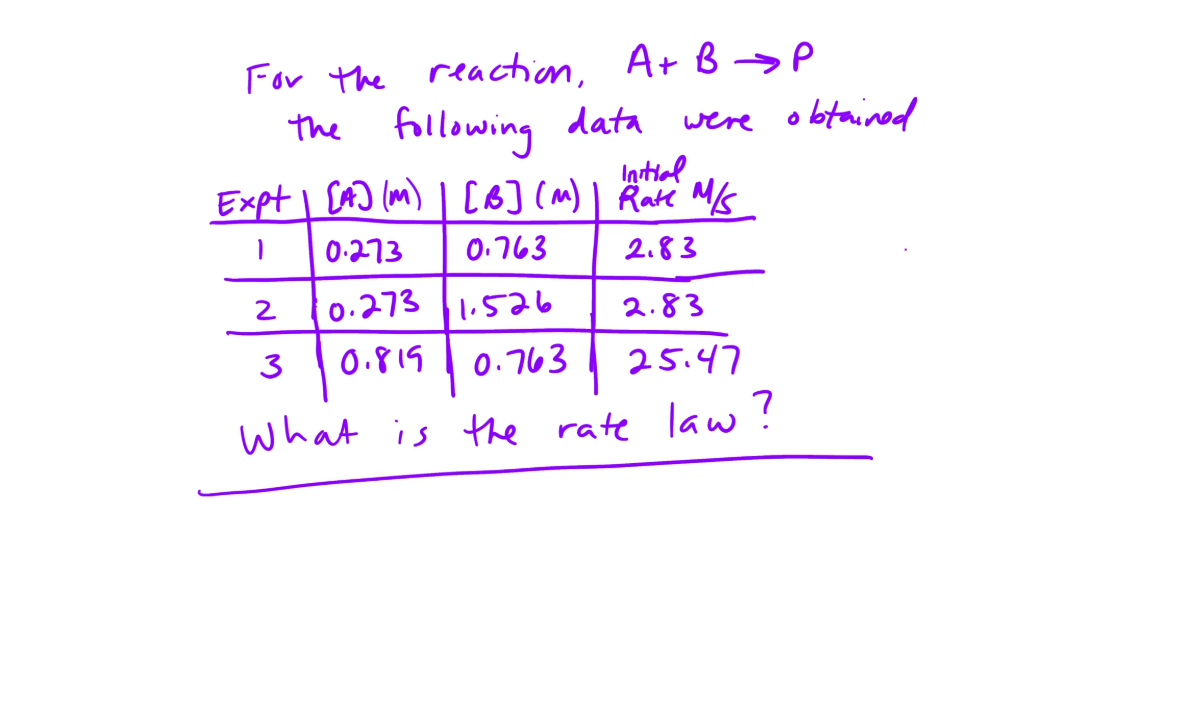 For the reaction, A + B → P
the following data were obtained
Expt [A] (M) [B] (M) Initial Rate M/s
1 0.273 0.763 2.83
2 0.273 1.526 2.83
3 0.819 0.763 25.47
What is the rate law?